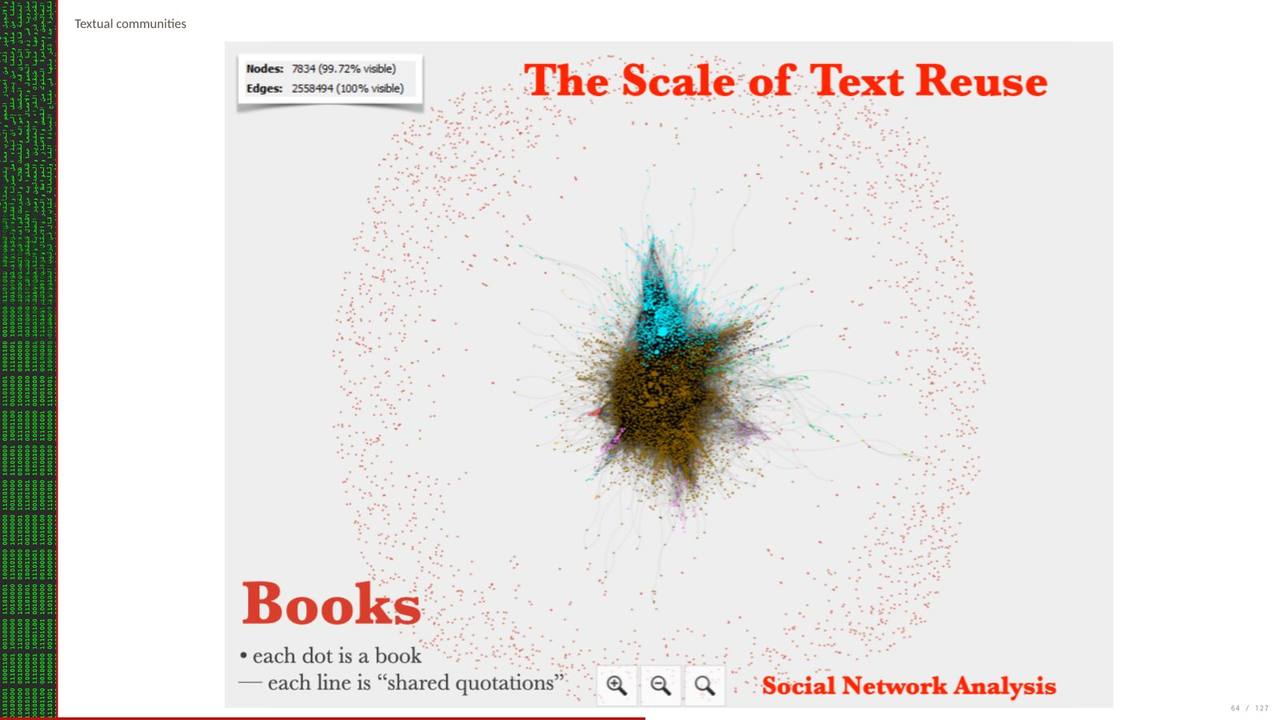 Textual communities
Nodes: 7834 (99.72% visible)
Edges: 2558494 (100% visible)
The Scale of Text Reuse
Books
• each dot is a book
— each line is “shared quotations”
Social Network Analysis
64 / 127